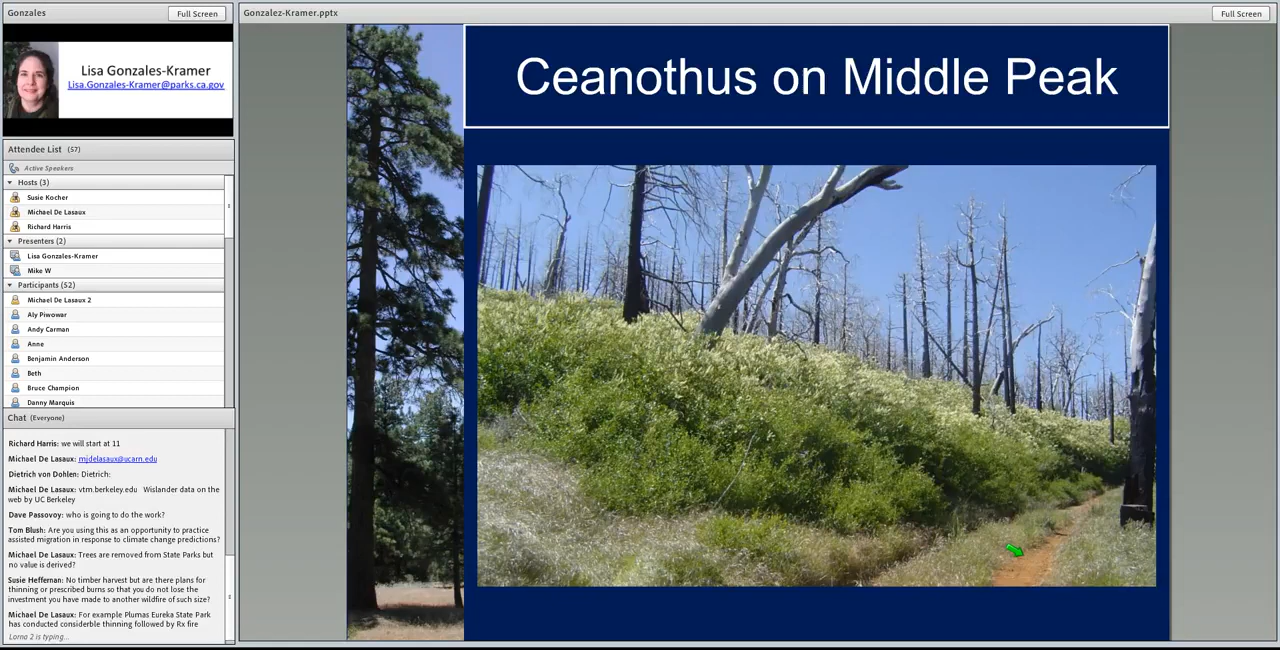 Gonzales
Full Screen
Lisa Gonzales-Kramer
Lisa.Gonzales-Kramer@parks.ca.gov
Attendee List (57)
Active Speakers
Hosts (3)
Susie Kocher
Michael De Lasaux
Richard Harris
Presenters (2)
Lisa Gonzales-Kramer
Mike W
Participants (52)
Michael De Lasaux 2
Aly Piwowar
Andy Carman
Anne
Benjamin Anderson
Beth
Bruce Champion
Danny Marquis
Chat (Everyone)
Richard Harris: we will start at 11
Michael De Lasaux: mjdelasaux@ucarn.edu
Dietrich von Dohlen: Dietrich:
Michael De Lasaux: vtm.berkeley.edu Wislander data on the
web by UC Berkeley
Dave Passovoy: who is going to do the work?
Tom Blush: Are you using this as an opportunity to practice
assisted migration in response to climate change predictions?
Michael De Lasaux: Trees are removed from State Parks but
no value is derived?
Susie Heffernan: No timber harvest but are there plans for
thinning or prescribed burns so that you do not lose the
investment you have made to another wildfire of such size?
Michael De Lasaux: For example Plumas Eureka State Park
has conducted considerble thinning followed by Rx fire
Lorna 2 is typing...
Gonzalez-Kramer.pptx
Full Screen
Ceanothus on Middle Peak